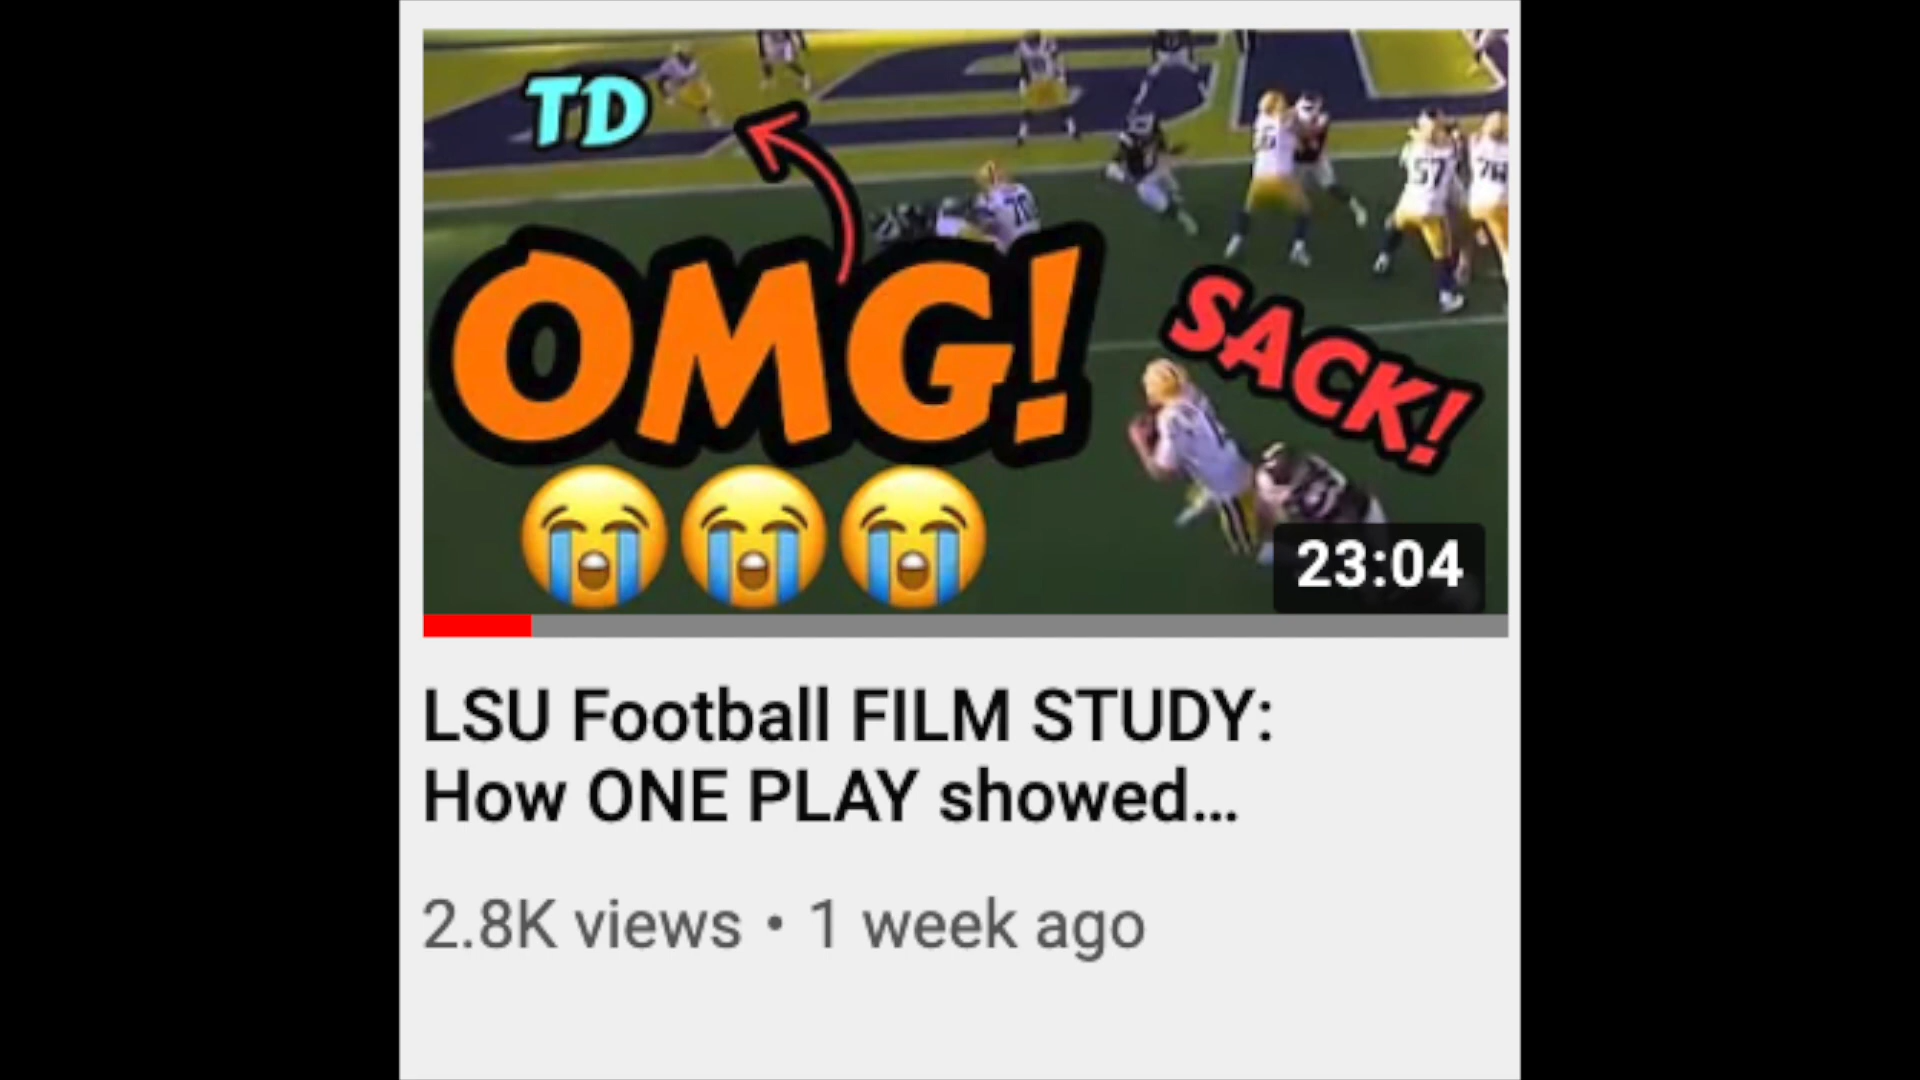 TD
OMG!
SACK!
57
23:04
LSU Football FILM STUDY:
How ONE PLAY showed...
2.8K views • 1 week ago